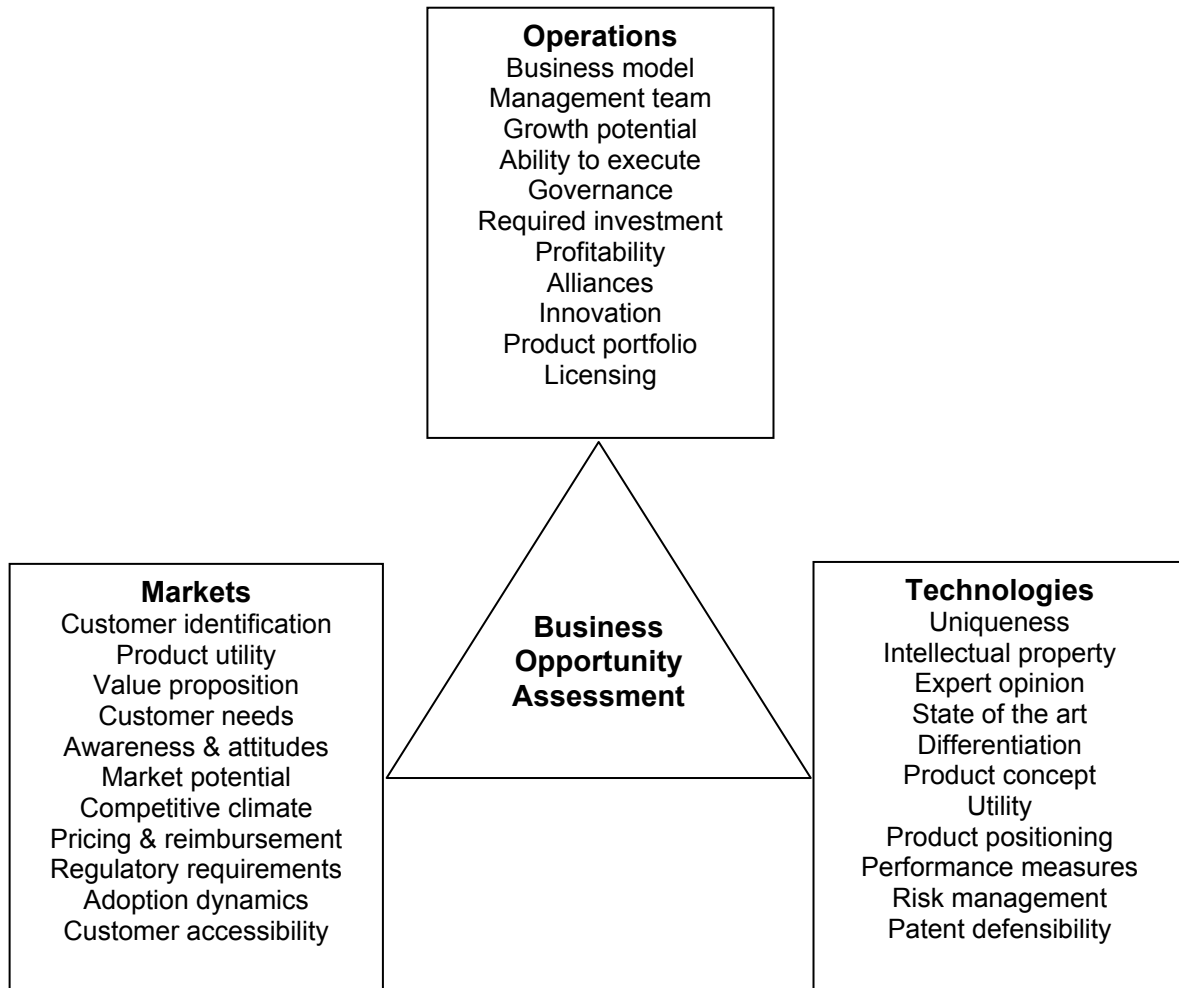 Operations
Business model
Management team
Growth potential
Ability to execute
Governance
Required investment
Profitability
Alliances
Innovation
Product portfolio
Licensing
Business
Opportunity
Assessment
Markets
Customer identification
Product utility
Value proposition
Customer needs
Awareness & attitudes
Market potential
Competitive climate
Pricing & reimbursement
Regulatory requirements
Adoption dynamics
Customer accessibility
Technologies
Uniqueness
Intellectual property
Expert opinion
State of the art
Differentiation
Product concept
Utility
Product positioning
Performance measures
Risk management
Patent defensibility